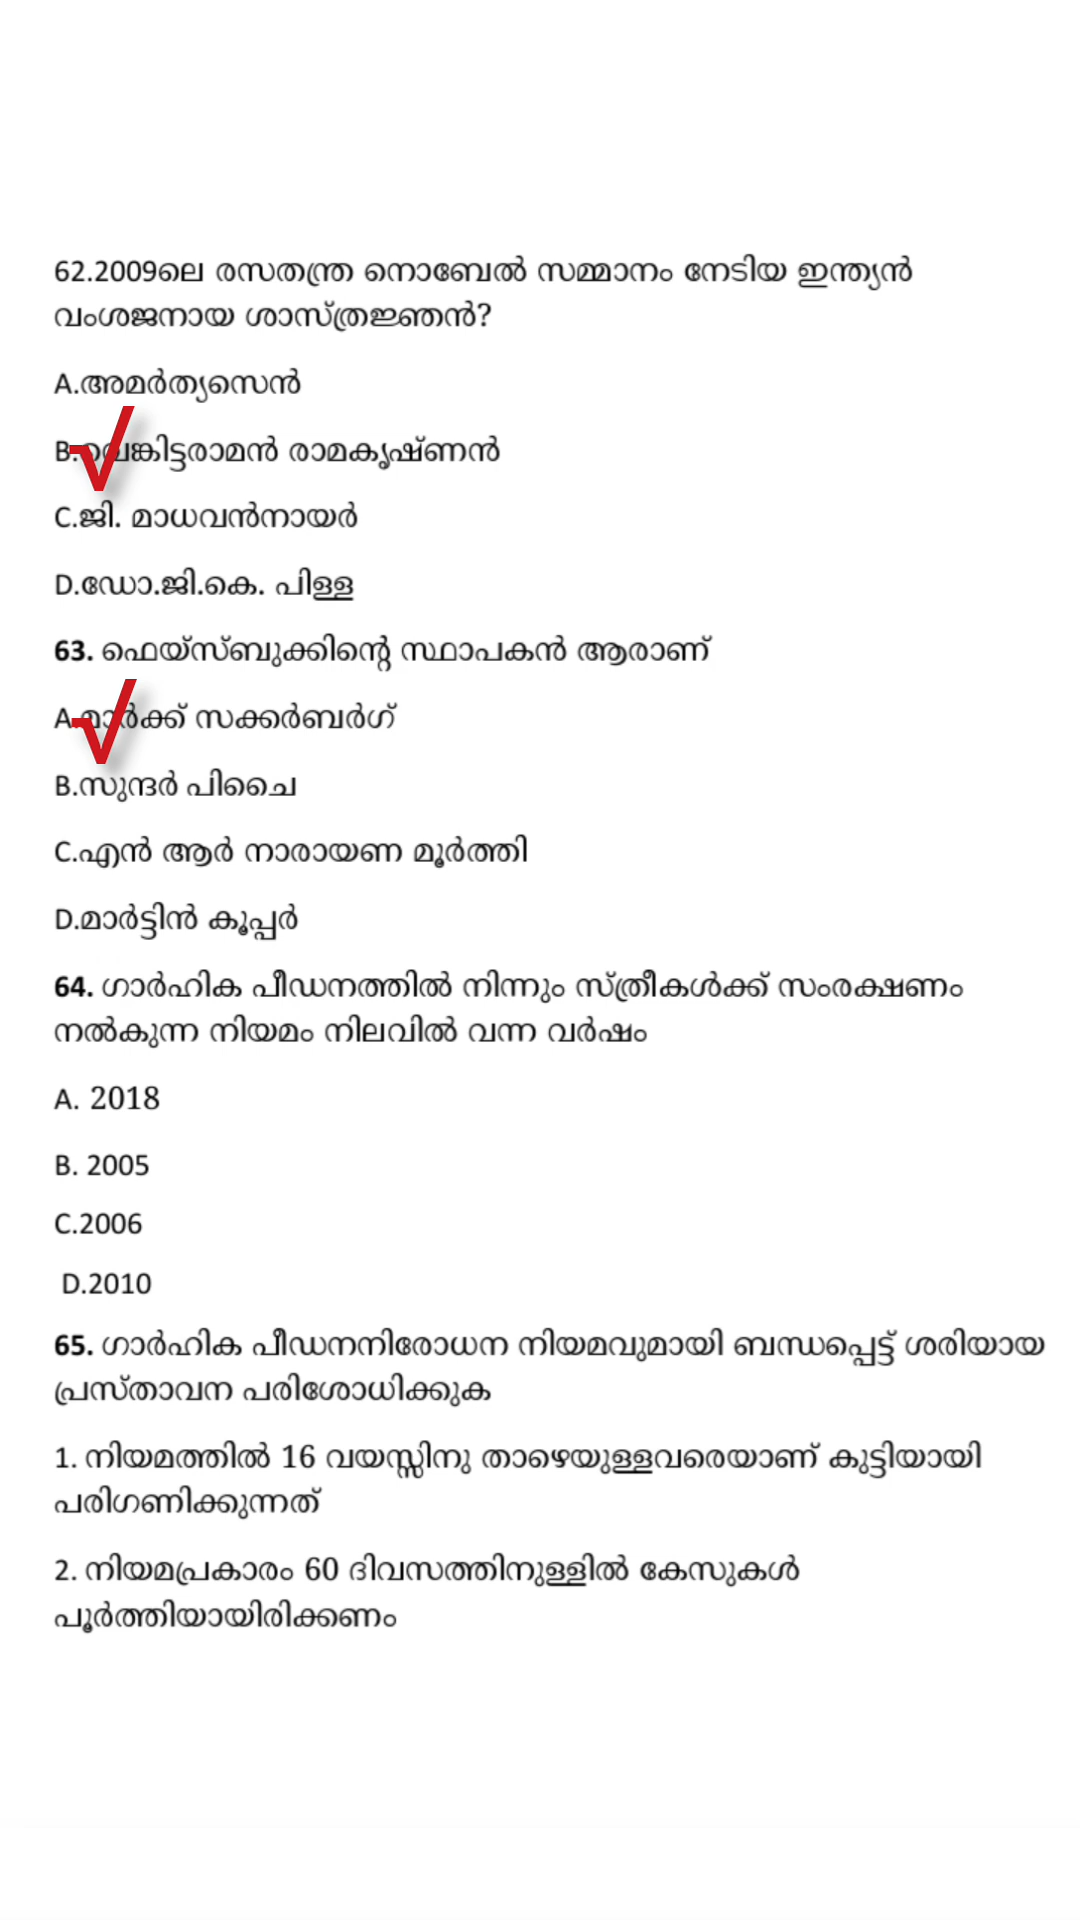 62.2009ലെ രസതന്ത്ര നൊബേൽ സമ്മാനം നേടിയ ഇന്ത്യൻ
വംശജനായ ശാസ്ത്രജ്ഞൻ?
A.അമർത്യസെൻ
B.വെങ്കിട്ടരാമൻ രാമകൃഷ്ണൻ
C.ജി. മാധവൻനായർ
D.ഡോ.ജി.കെ. പിള്ള
63. ഫെയ്സ്ബുക്കിന്റെ സ്ഥാപകൻ ആരാണ്
A.മാർക്ക് സക്കർബർഗ്
B.സുന്ദർ പിചൈ
C.എൻ ആർ നാരായണ മൂർത്തി
D.മാർട്ടിൻ കൂപ്പർ
64. ഗാർഹിക പീഡനത്തിൽ നിന്നും സ്ത്രീകൾക്ക് സംരക്ഷണം
നൽകുന്ന നിയമം നിലവിൽ വന്ന വർഷം
A. 2018
B. 2005
C.2006
D.2010
65. ഗാർഹിക പീഡനനിരോധന നിയമവുമായി ബന്ധപ്പെട്ട് ശരിയായ
പ്രസ്താവന പരിശോധിക്കുക
1. നിയമത്തിൽ 16 വയസ്സിനു താഴെയുള്ളവരെയാണ് കുട്ടിയായി
പരിഗണിക്കുന്നത്
2. നിയമപ്രകാരം 60 ദിവസത്തിനുള്ളിൽ കേസുകൾ
പൂർത്തിയായിരിക്കണം